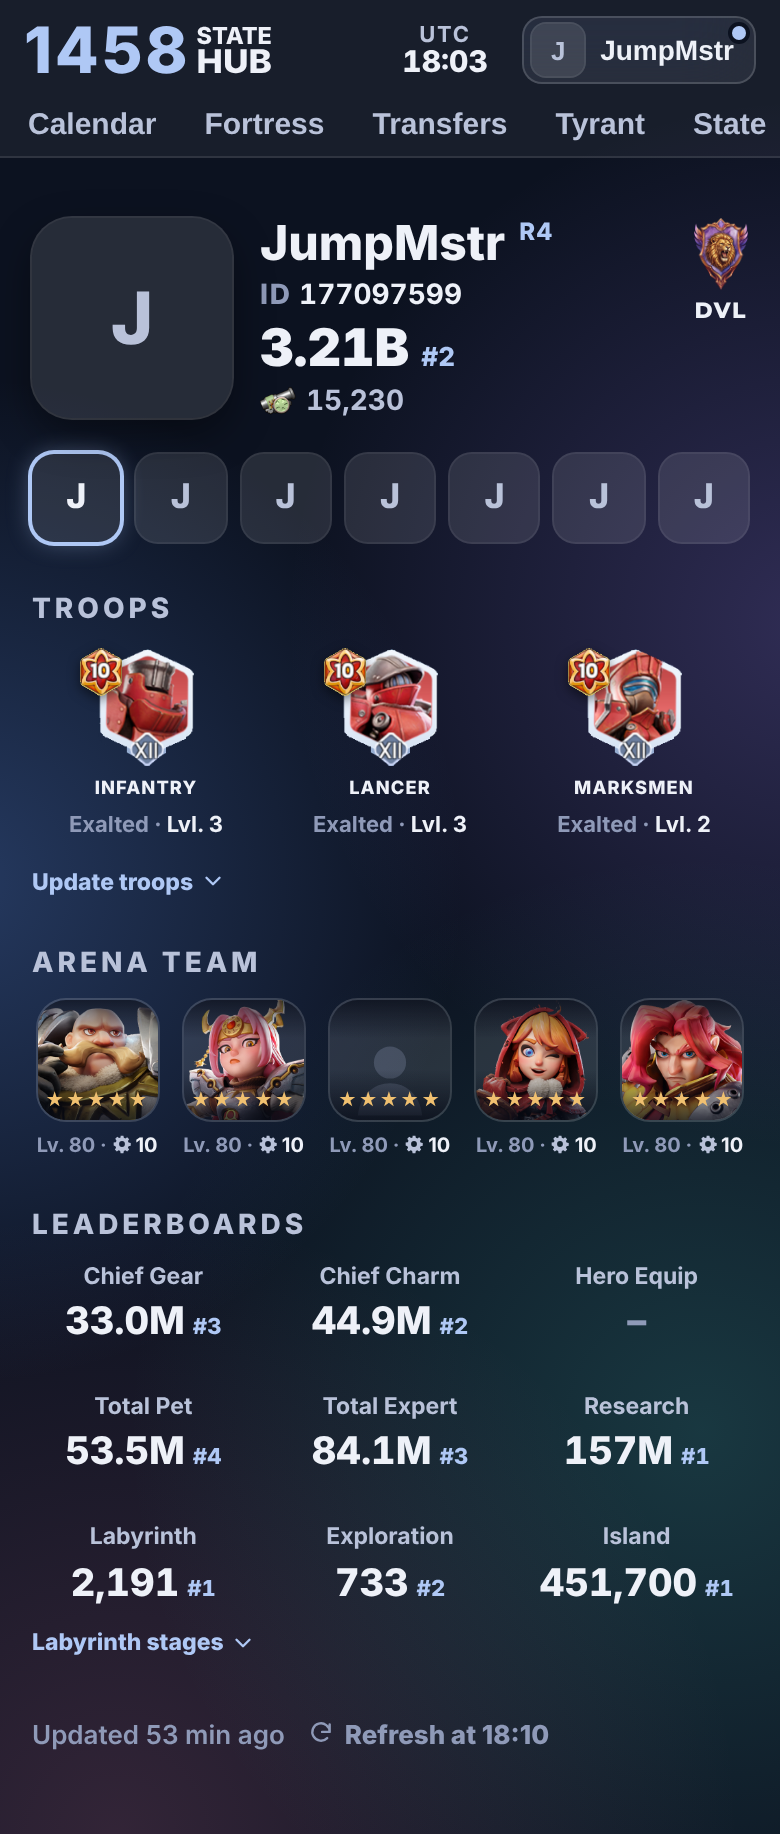 1458 STATE HUB
UTC
18:03
J JumpMstr
Calendar Fortress Transfers Tyrant State
J
JumpMstr R4
ID 177097599
3.21B #2
15,230
DVL
J J J J J J J
TROOPS
10 10 10
XII XII XII
INFANTRY LANCER MARKSMEN
Exalted · Lvl. 3 Exalted · Lvl. 3 Exalted · Lvl. 2
Update troops
ARENA TEAM
Lv. 80 · 10 Lv. 80 · 10 Lv. 80 · 10 Lv. 80 · 10 Lv. 80 · 10
LEADERBOARDS
Chief Gear Chief Charm Hero Equip
33.0M #3 44.9M #2 –
Total Pet Total Expert Research
53.5M #4 84.1M #3 157M #1
Labyrinth Exploration Island
2,191 #1 733 #2 451,700 #1
Labyrinth stages
Updated 53 min ago Refresh at 18:10